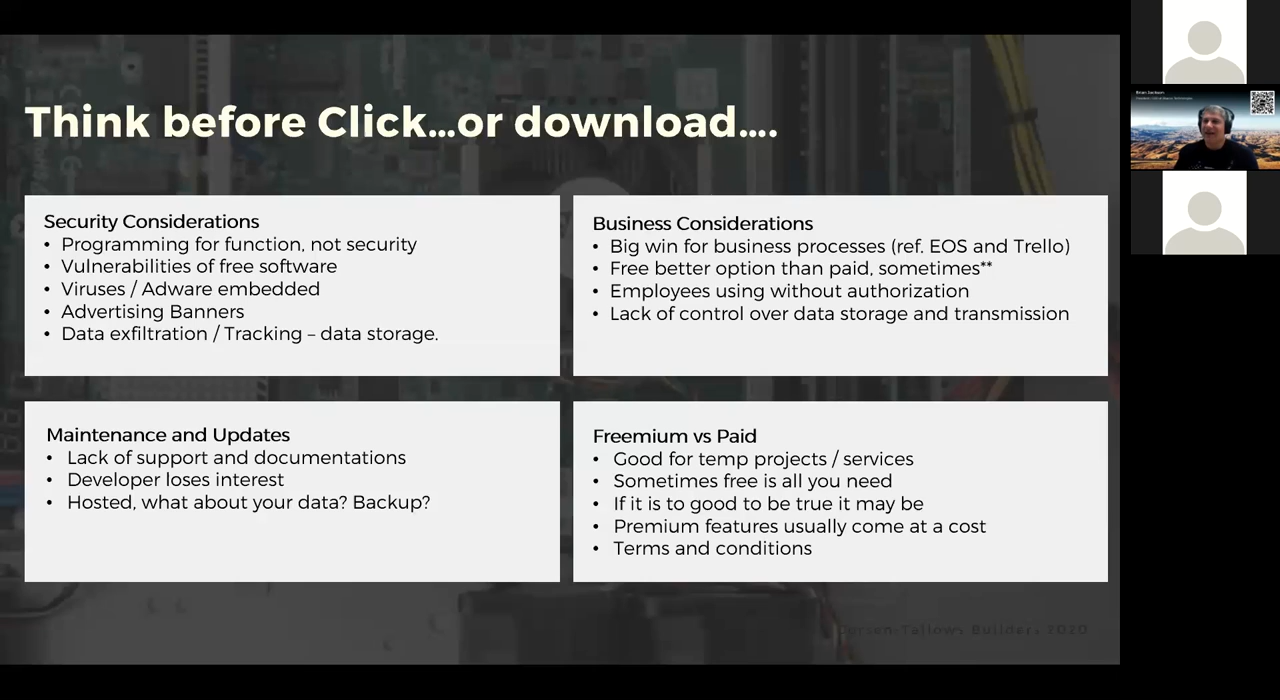 Think before Click...or download....
Security Considerations
• Programming for function, not security
• Vulnerabilities of free software
• Viruses / Adware embedded
• Advertising Banners
• Data exfiltration / Tracking – data storage.
Business Considerations
• Big win for business processes (ref. EOS and Trello)
• Free better option than paid, sometimes**
• Employees using without authorization
• Lack of control over data storage and transmission
Maintenance and Updates
• Lack of support and documentations
• Developer loses interest
• Hosted, what about your data? Backup?
Freemium vs Paid
• Good for temp projects / services
• Sometimes free is all you need
• If it is to good to be true it may be
• Premium features usually come at a cost
• Terms and conditions
Builders 2020
Brian Jackson